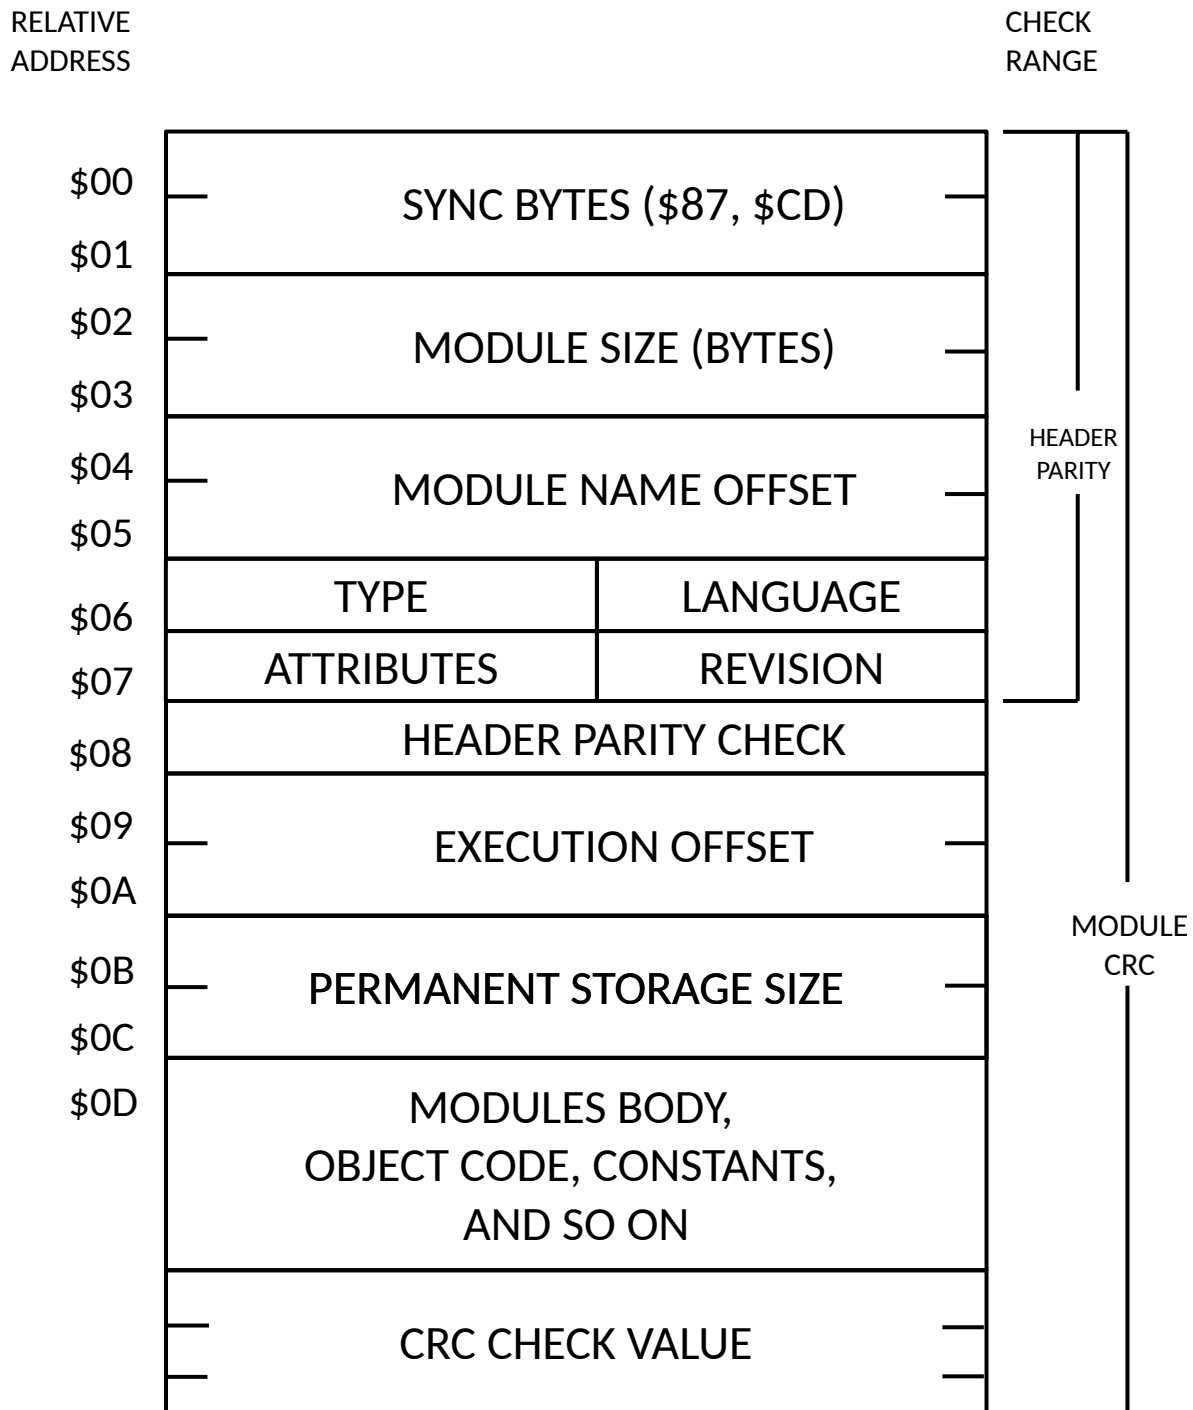 RELATIVE
ADDRESS
CHECK
RANGE
$00
SYNC BYTES ($87, $CD)
$01
$02
MODULE SIZE (BYTES)
$03
HEADER
PARITY
$04
MODULE NAME OFFSET
$05
TYPE
LANGUAGE
$06
ATTRIBUTES
REVISION
$07
HEADER PARITY CHECK
$08
$09
EXECUTION OFFSET
$0A
MODULE
CRC
$0B
PERMANENT STORAGE SIZE
$0C
$0D
MODULES BODY,
OBJECT CODE, CONSTANTS,
AND SO ON
CRC CHECK VALUE